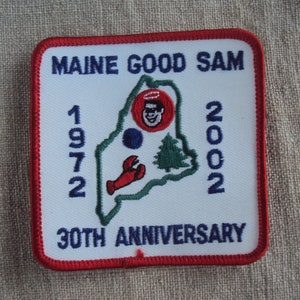 MAINE GOOD SAM
1972
2002
30TH ANNIVERSARY